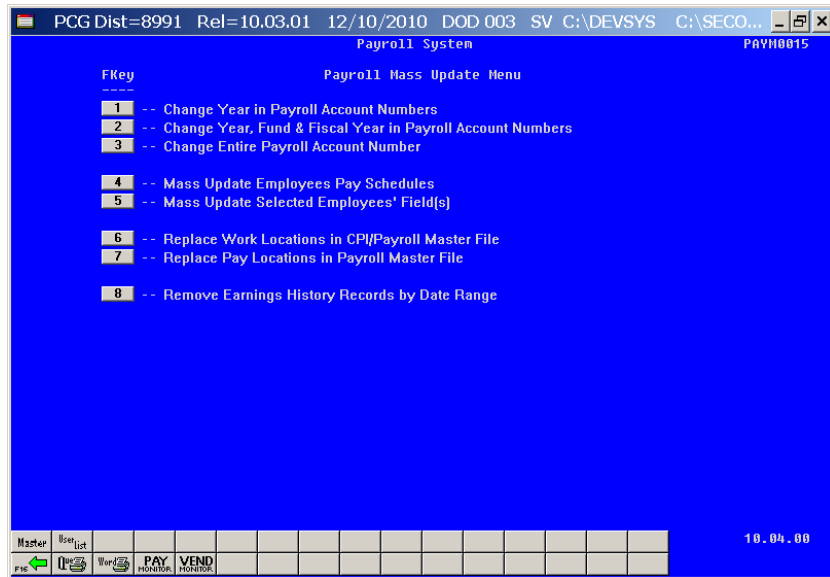 PCG Dist=8991 Rel=10.03.01 12/10/2010 DOD 003 SV C:\DEVSYS C:\SECO...
Payroll System PAYM0015
FKey Payroll Mass Update Menu
----
1 -- Change Year in Payroll Account Numbers
2 -- Change Year, Fund & Fiscal Year in Payroll Account Numbers
3 -- Change Entire Payroll Account Number
4 -- Mass Update Employees Pay Schedules
5 -- Mass Update Selected Employees' Field(s)
6 -- Replace Work Locations in CPI/Payroll Master File
7 -- Replace Pay Locations in Payroll Master File
8 -- Remove Earnings History Records by Date Range
Master User list 10.04.00
F16 Que Word PAY MONITOR VEND MONITOR